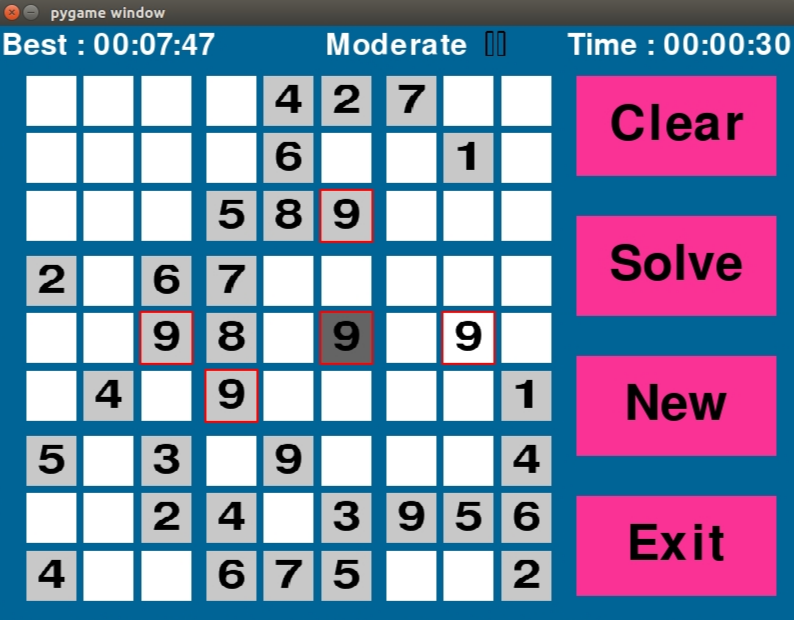 pygame window
Best : 00:07:47 Moderate Time : 00:00:30
4 2 7
6 1
5 8 9
2 6 7
9 8 9 9
4 9 1
5 3 9 4
2 4 3 9 5 6
4 6 7 5 2
Clear
Solve
New
Exit